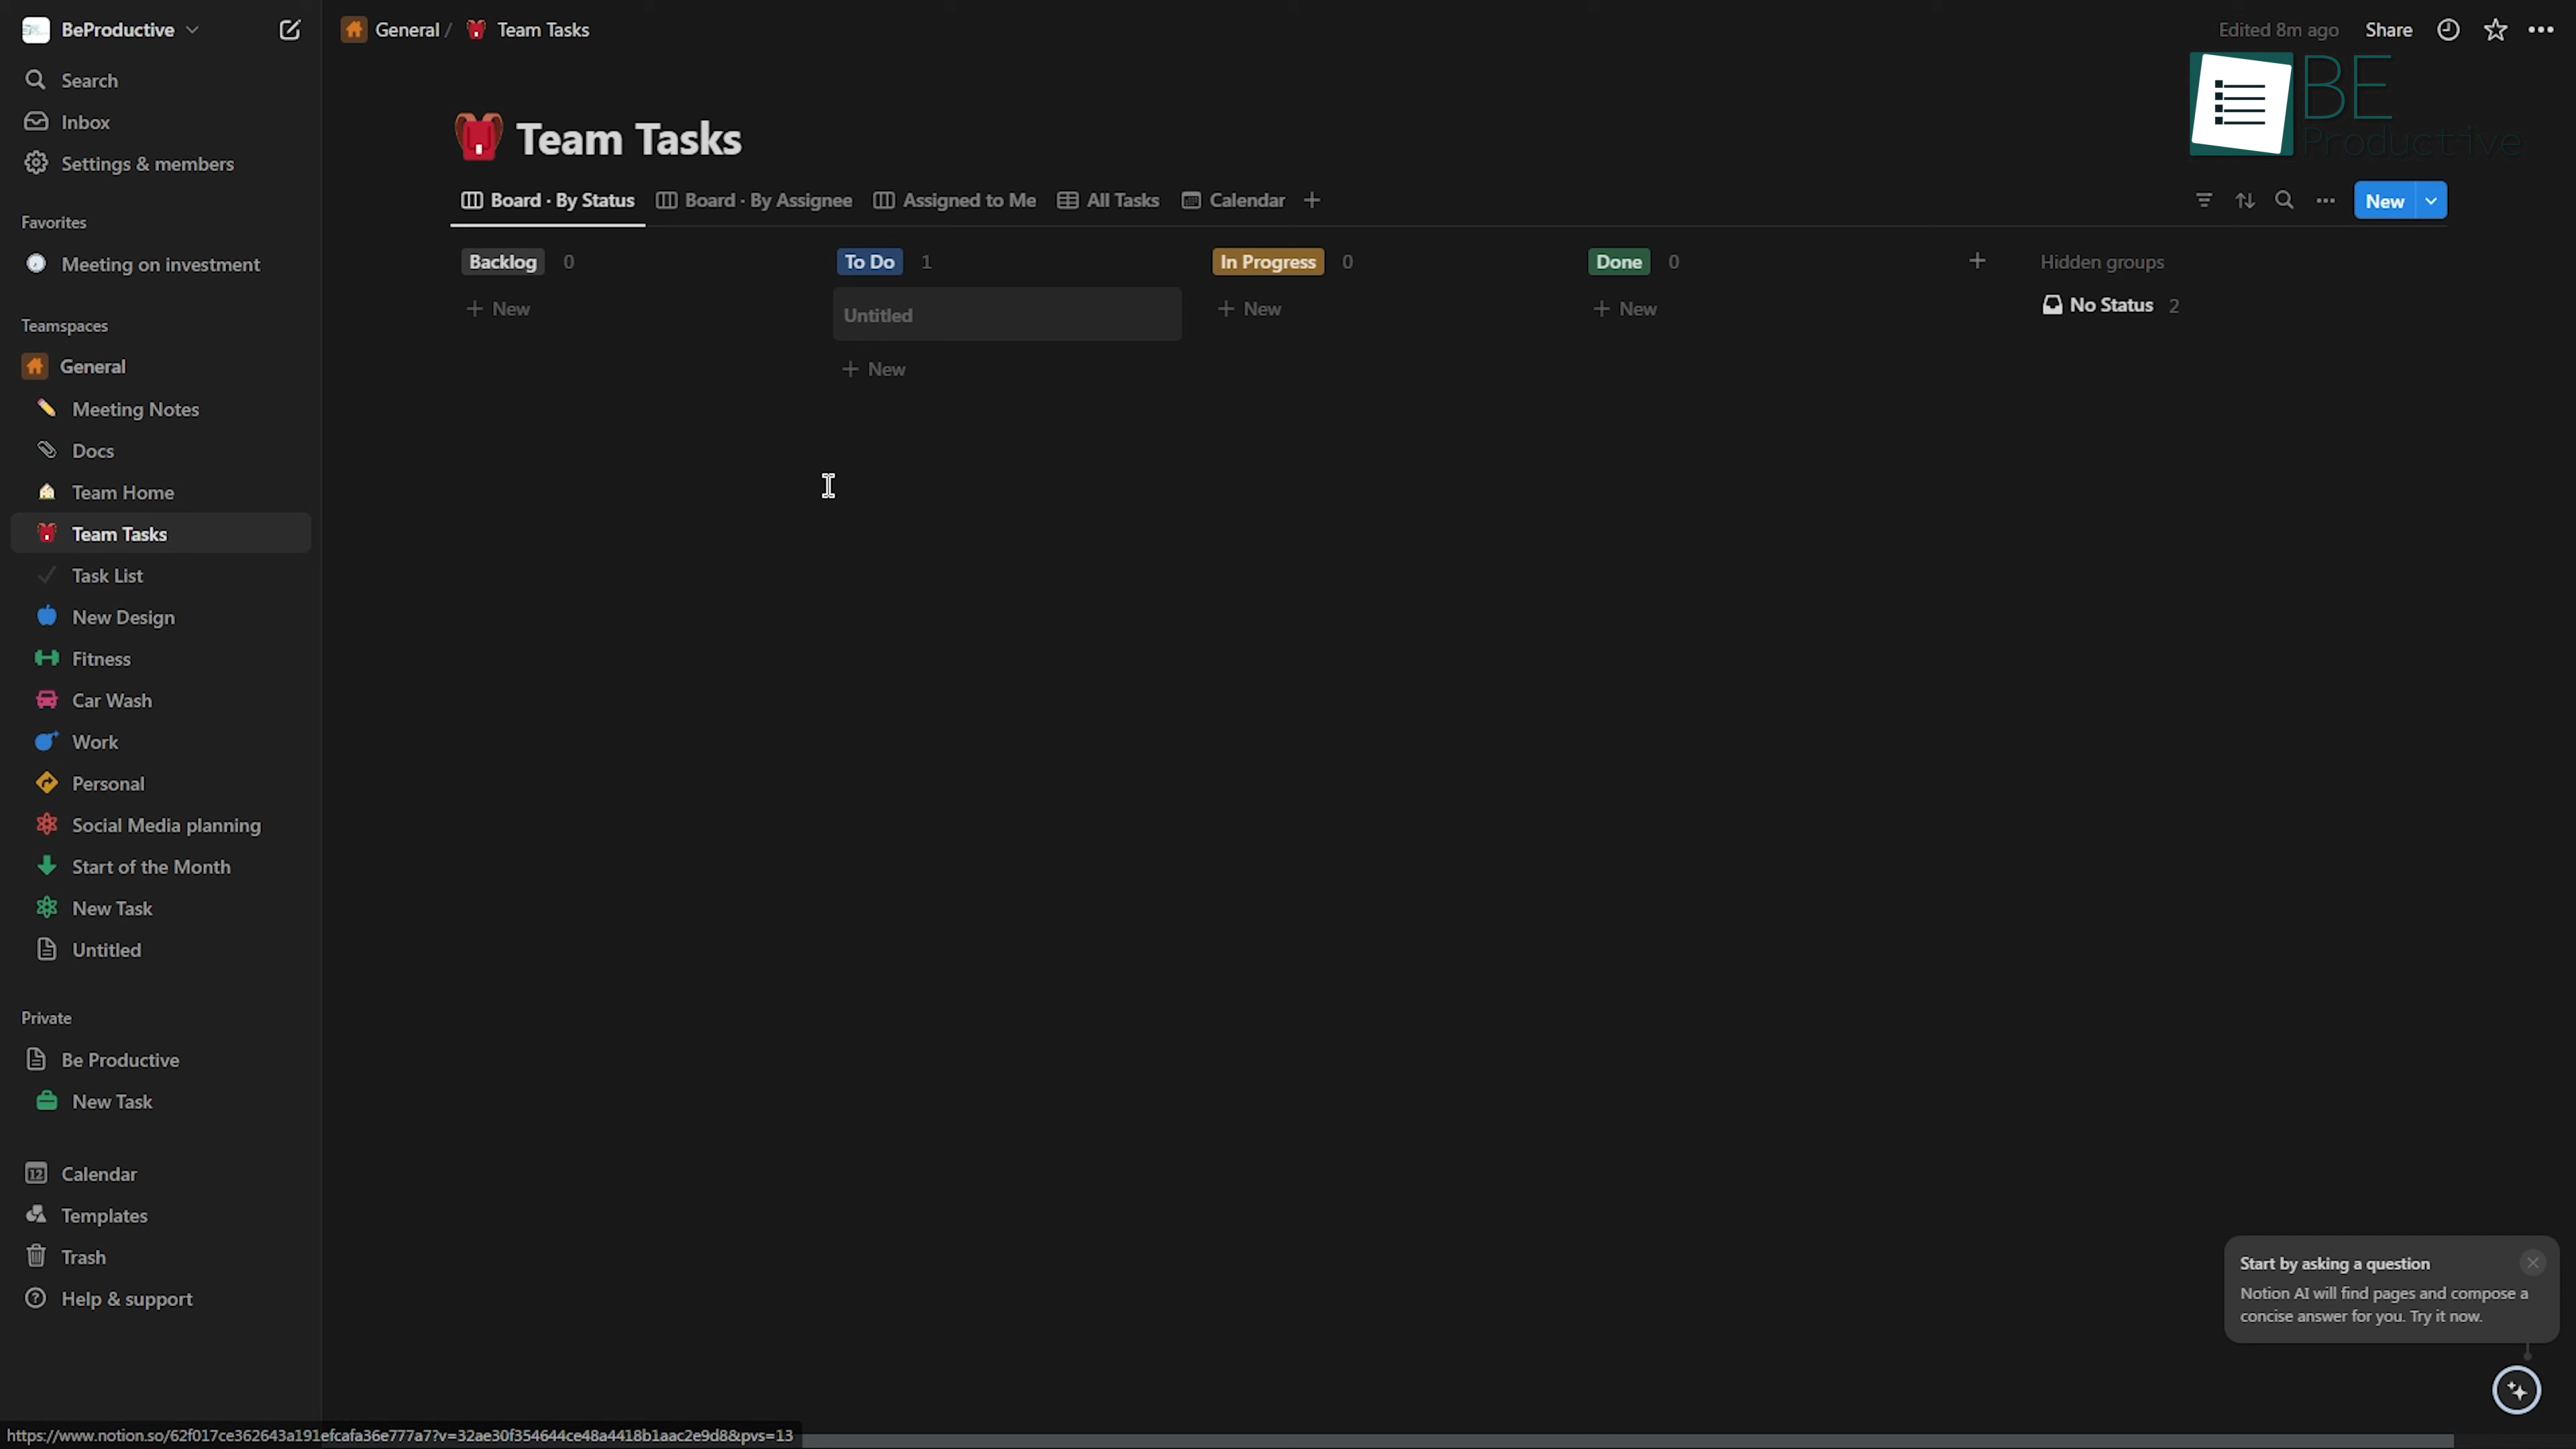 BeProductive
Search
Inbox
Settings & members
Favorites
Meeting on investment
Teamspaces
General
Meeting Notes
Docs
Team Home
Team Tasks
Task List
New Design
Fitness
Car Wash
Work
Personal
Social Media planning
Start of the Month
New Task
Untitled
Private
Be Productive
New Task
12 Calendar
Templates
Trash
Help & support
General / Team Tasks
Edited 8m ago Share
BE
Productive
Team Tasks
Board · By Status Board · By Assignee Assigned to Me All Tasks Calendar
New
Backlog 0
+ New
To Do 1
Untitled
+ New
In Progress 0
+ New
Done 0
+ New
Hidden groups
No Status 2
Start by asking a question
Notion AI will find pages and compose a
concise answer for you. Try it now.
https://www.notion.so/62f017ce362643a191efcafa36e777a7?v=32ae30f354644ce48a4418b1aac2e9d8&pvs=13